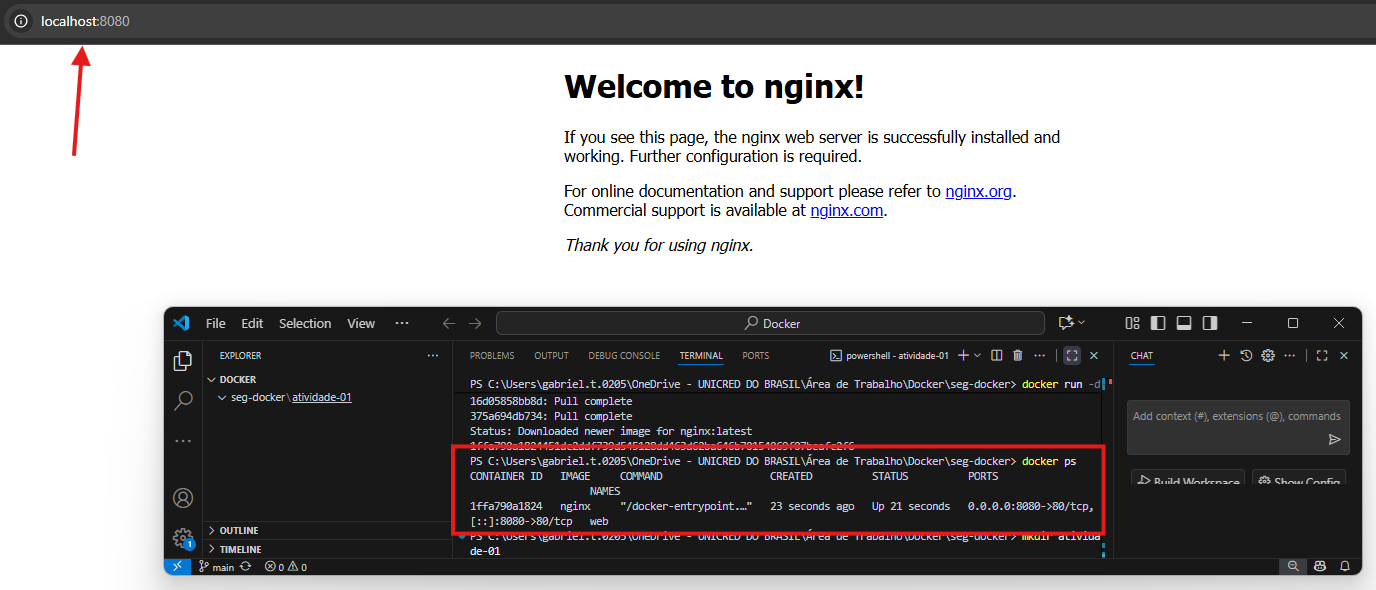 localhost:8080
Welcome to nginx!
If you see this page, the nginx web server is successfully installed and
working. Further configuration is required.
For online documentation and support please refer to nginx.org.
Commercial support is available at nginx.com.
Thank you for using nginx.
File Edit Selection View ··· Docker
EXPLORER ···
DOCKER
seg-docker\atividade-01
OUTLINE
TIMELINE
PROBLEMS OUTPUT DEBUG CONSOLE TERMINAL PORTS powershell - atividade-01 ···
PS C:\Users\gabriel.t.0205\OneDrive - UNICRED DO BRASIL\Área de Trabalho\Docker\seg-docker> docker run -d
16d05858bb8d: Pull complete
375a694db734: Pull complete
Status: Downloaded newer image for nginx:latest
PS C:\Users\gabriel.t.0205\OneDrive - UNICRED DO BRASIL\Área de Trabalho\Docker\seg-docker> docker ps
CONTAINER ID IMAGE COMMAND CREATED STATUS PORTS
NAMES
1ffa790a1824 nginx "/docker-entrypoint.…" 23 seconds ago Up 21 seconds 0.0.0.0:8080->80/tcp,
[::]:8080->80/tcp web
PS C:\Users\gabriel.t.0205\OneDrive - UNICRED DO BRASIL\Área de Trabalho\Docker\seg-docker> mkdir ativida
de-01
CHAT ···
Add context (#), extensions (@), commands
Build Workspace Show Config
1
main 0 0